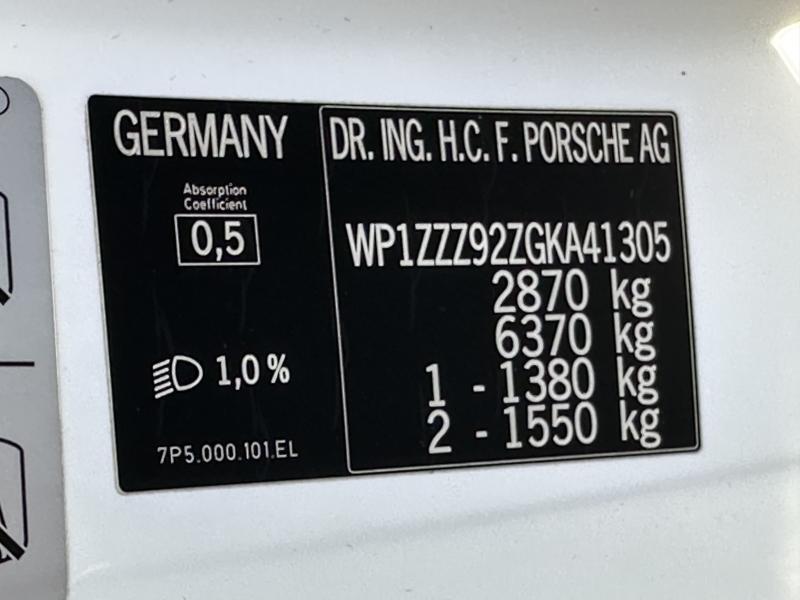 GERMANY
Absorption
Coefficient
0,5
1,0 %
7P5.000.101.EL
DR. ING. H.C. F. PORSCHE AG
WP1ZZZ92ZGKA41305
2870 kg
6370 kg
1 - 1380 kg
2 - 1550 kg